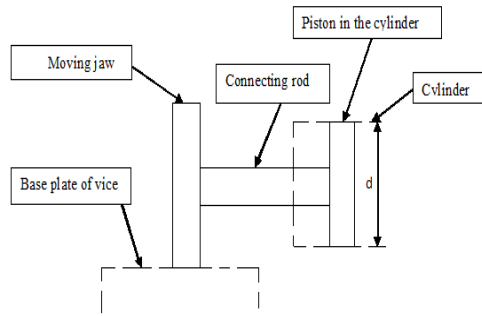 Piston in the cylinder
Moving jaw
Connecting rod
Cylinder
Base plate of vice
d